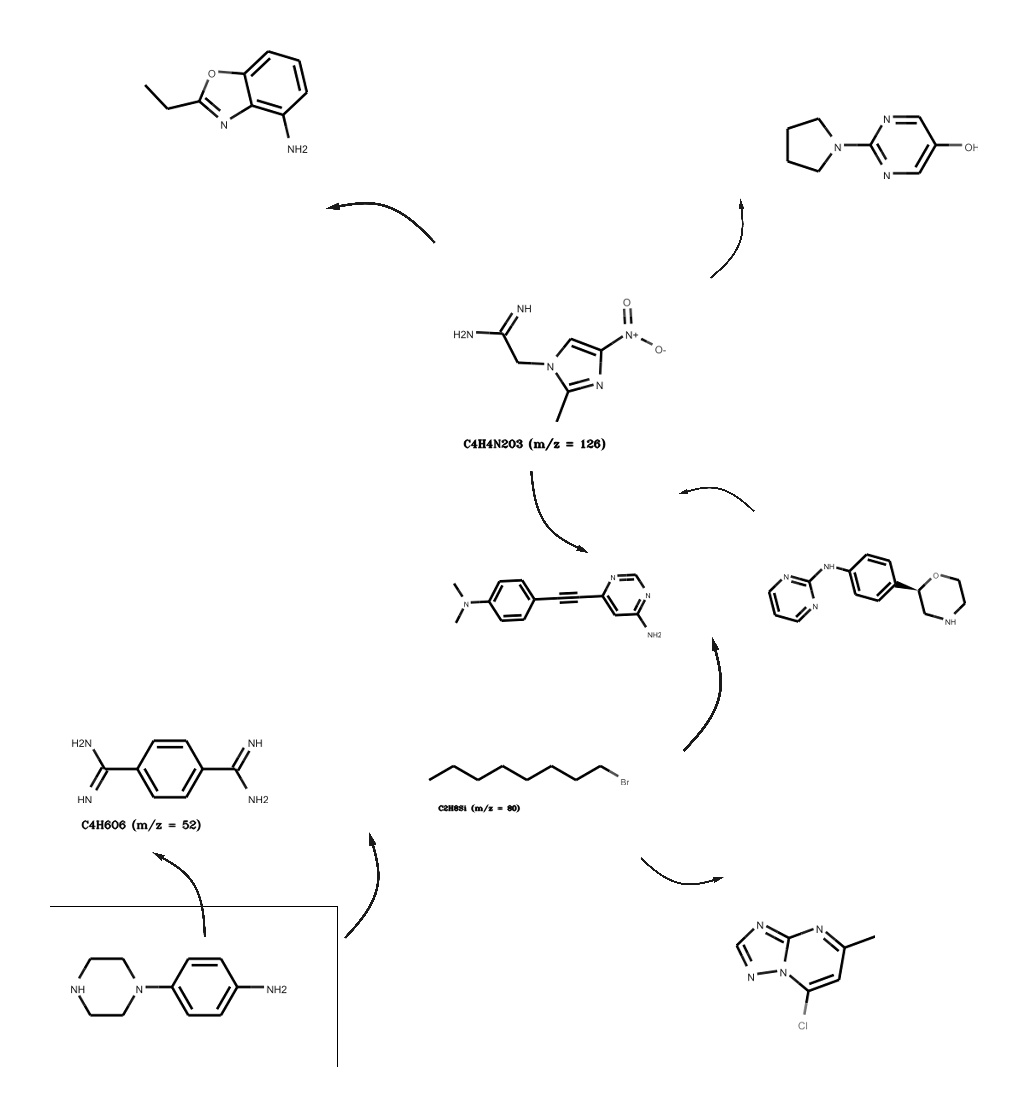 O
N
NH2
N
N
N
OH
O
NH
H2N
N+
O-
N
N
C4H4N2O3 (m/z = 126)
N
N
N
NH2
NH
N
N
O
NH
H2N
NH
HN
NH2
C4H6O6 (m/z = 52)
Br
C2H8Si (m/z = 80)
NH
N
NH2
N
N
N
N
Cl